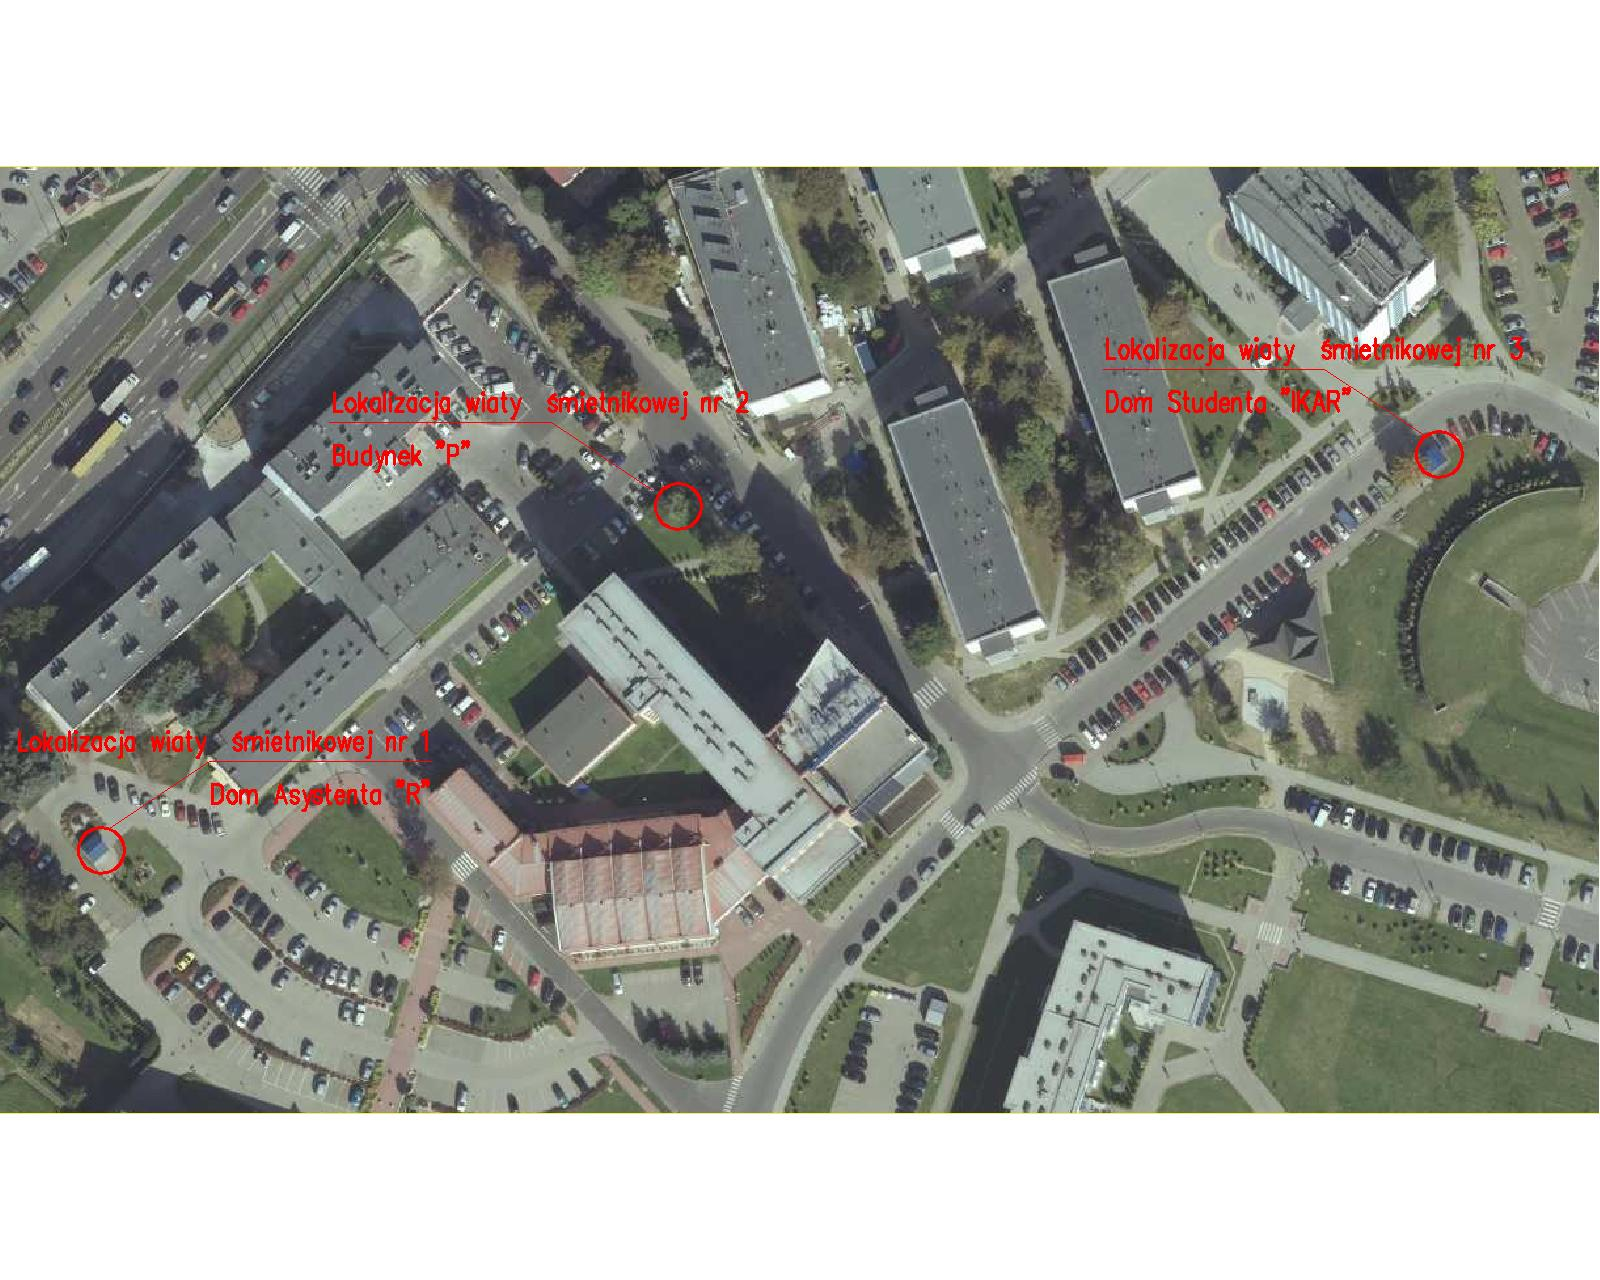 Lokalizacja wiaty śmietnikowej nr 3
Dom Studenta "IKAR"
Lokalizacja wiaty śmietnikowej nr 2
Budynek "P"
Lokalizacja wiaty śmietnikowej nr 1
Dom Asystenta "R"